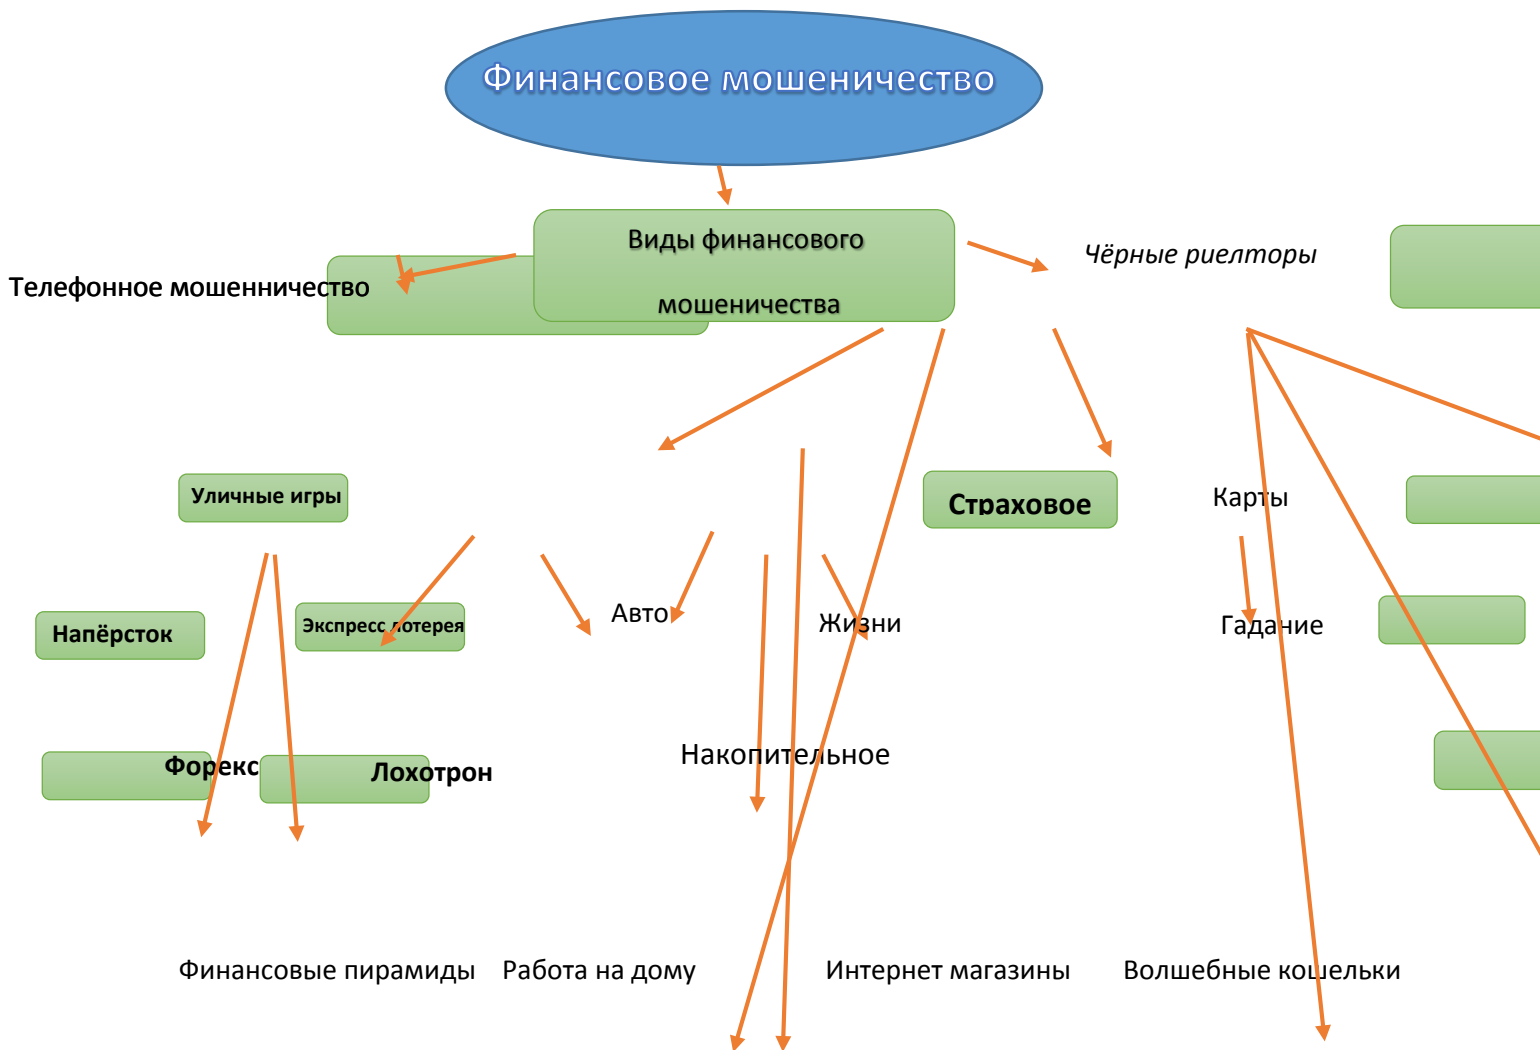 Финансовое мошеничество
Виды финансового
мошеничества
Чёрные риелторы
Телефонное мошенничество
Уличные игры
Страховое
Карты
Напёрсток
Экспресс лотерея
Авто
Жизни
Гадание
Форекс
Лохотрон
Накопительное
Финансовые пирамиды
Работа на дому
Интернет магазины
Волшебные кошельки